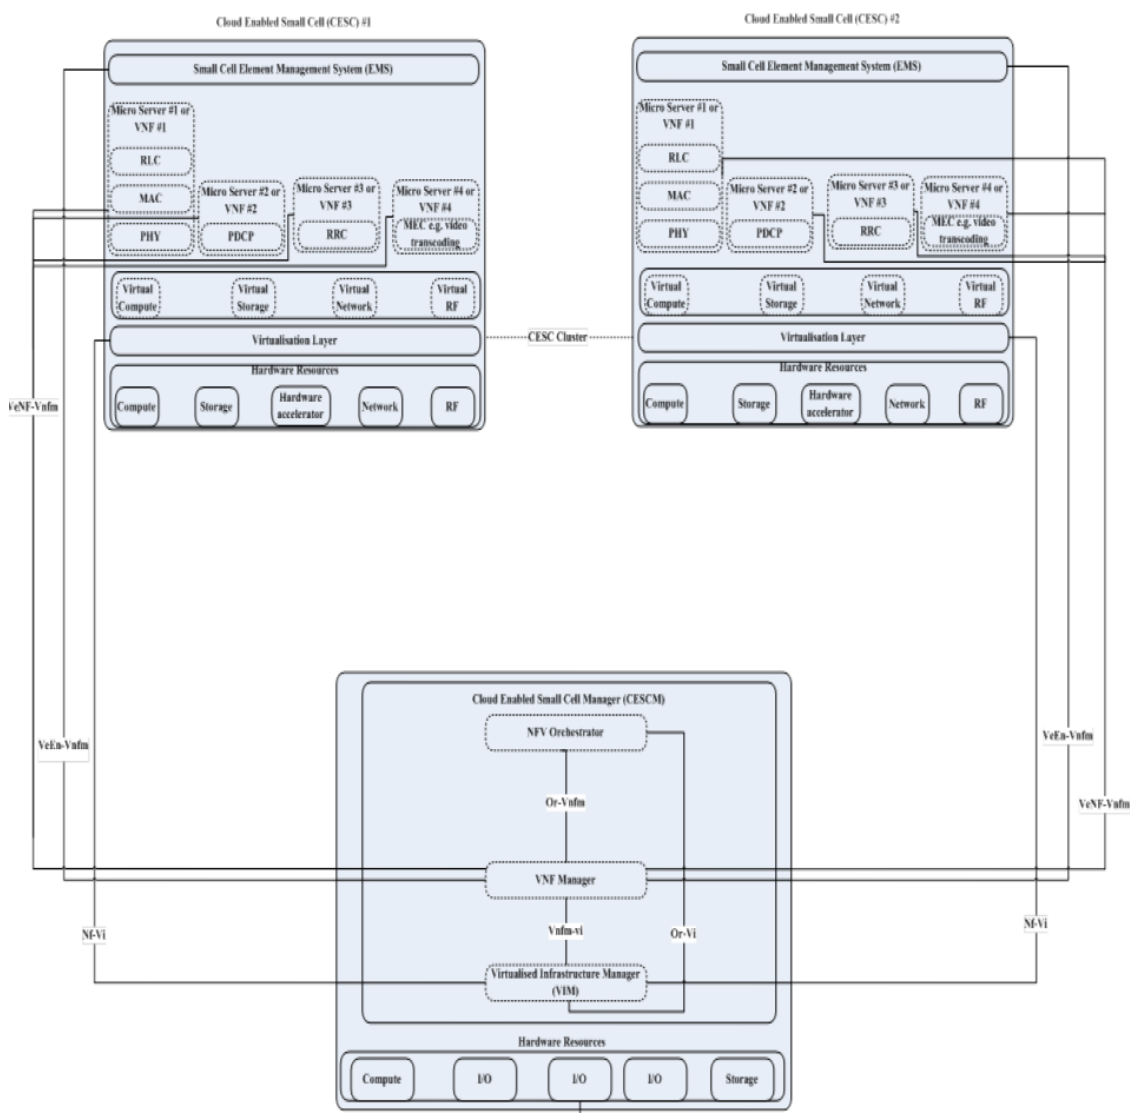 Cloud Enabled Small Cell (CESC) #1
Small Cell Element Management System (EMS)
Micro Server #1 or
VNF #1
RLC
MAC
PHY
Micro Server #2 or
VNF #2
PDCP
Micro Server #3 or
VNF #3
RRC
Micro Server #4 or
VNF #4
MEC e.g. video
transcoding
Virtual
Compute
Virtual
Storage
Virtual
Network
Virtual
RF
Virtualisation Layer
Hardware Resources
Compute
Storage
Hardware
accelerator
Network
RF
CESC Cluster
Cloud Enabled Small Cell (CESC) #2
Small Cell Element Management System (EMS)
Micro Server #1 or
VNF #1
RLC
MAC
PHY
Micro Server #2 or
VNF #2
PDCP
Micro Server #3 or
VNF #3
RRC
Micro Server #4 or
VNF #4
MEC e.g. video
transcoding
Virtual
Compute
Virtual
Storage
Virtual
Network
Virtual
RF
Virtualisation Layer
Hardware Resources
Compute
Storage
Hardware
accelerator
Network
RF
VeNF-Vnfm
VeEn-Vnfm
Nf-Vi
Cloud Enabled Small Cell Manager (CESCM)
NFV Orchestrator
Or-Vnfm
VNF Manager
Vnfm-vi
Or-Vi
Virtualised Infrastructure Manager
(VIM)
VeEn-Vnfm
VeNF-Vnfm
Nf-Vi
Hardware Resources
Compute
I/O
I/O
I/O
Storage